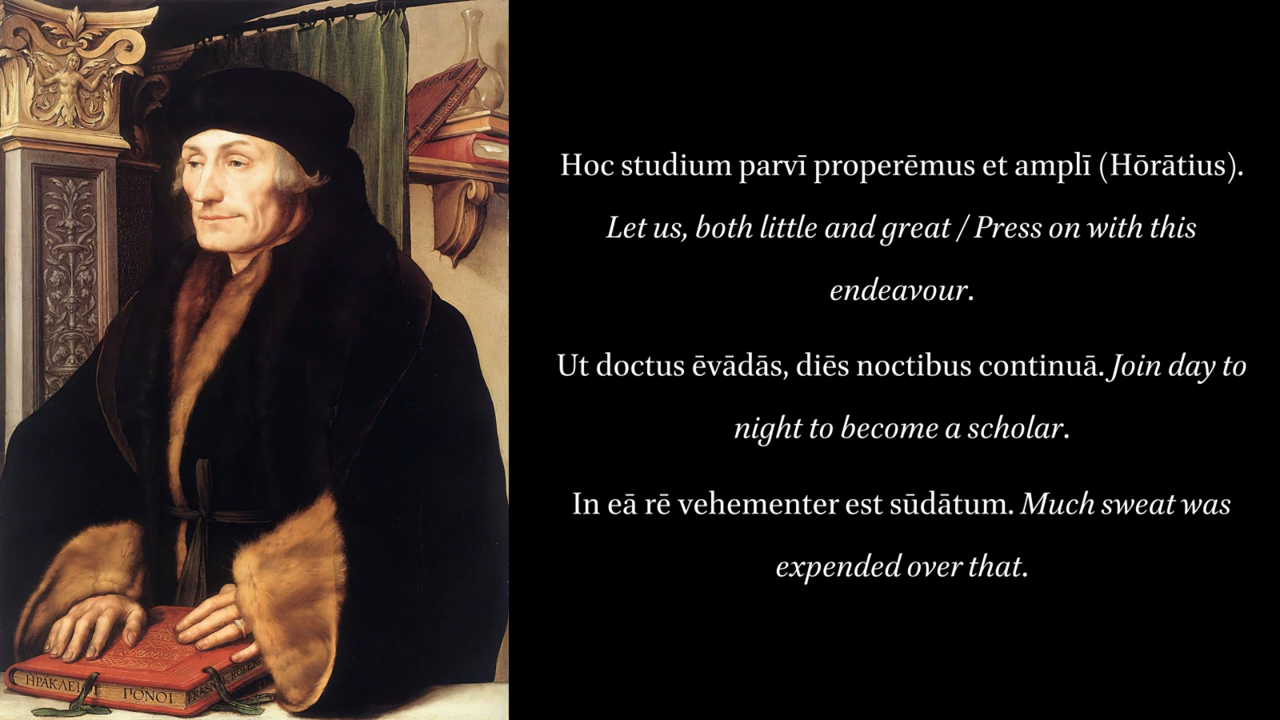 Hoc studium parvī properēmus et amplī (Hōrātius).
Let us, both little and great / Press on with this
endeavour.
Ut doctus ēvādās, diēs noctibus continuā. Join day to
night to become a scholar.
In eā rē vehementer est sūdātum. Much sweat was
expended over that.
ΗΡΑΚΛΕΙ
ΠΟΝΟΙ